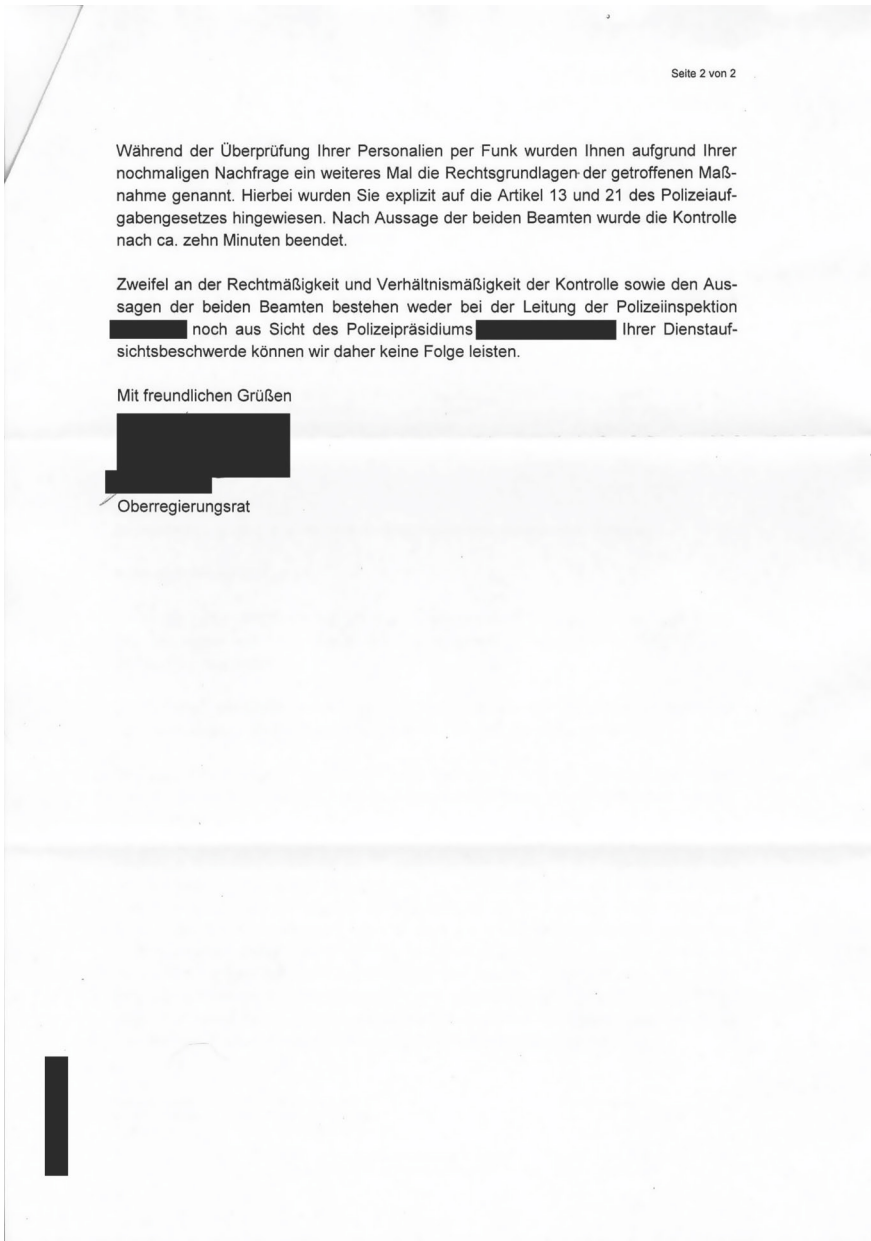 Seite 2 von 2
Während der Überprüfung Ihrer Personalien per Funk wurden Ihnen aufgrund Ihrer
nochmaligen Nachfrage ein weiteres Mal die Rechtsgrundlagen der getroffenen Maß-
nahme genannt. Hierbei wurden Sie explizit auf die Artikel 13 und 21 des Polizeiauf-
gabengesetzes hingewiesen. Nach Aussage der beiden Beamten wurde die Kontrolle
nach ca. zehn Minuten beendet.
Zweifel an der Rechtmäßigkeit und Verhältnismäßigkeit der Kontrolle sowie den Aus-
sagen der beiden Beamten bestehen weder bei der Leitung der Polizeiinspektion
noch aus Sicht des Polizeipräsidiums Ihrer Dienstauf-
sichtsbeschwerde können wir daher keine Folge leisten.
Mit freundlichen Grüßen
Oberregierungsrat